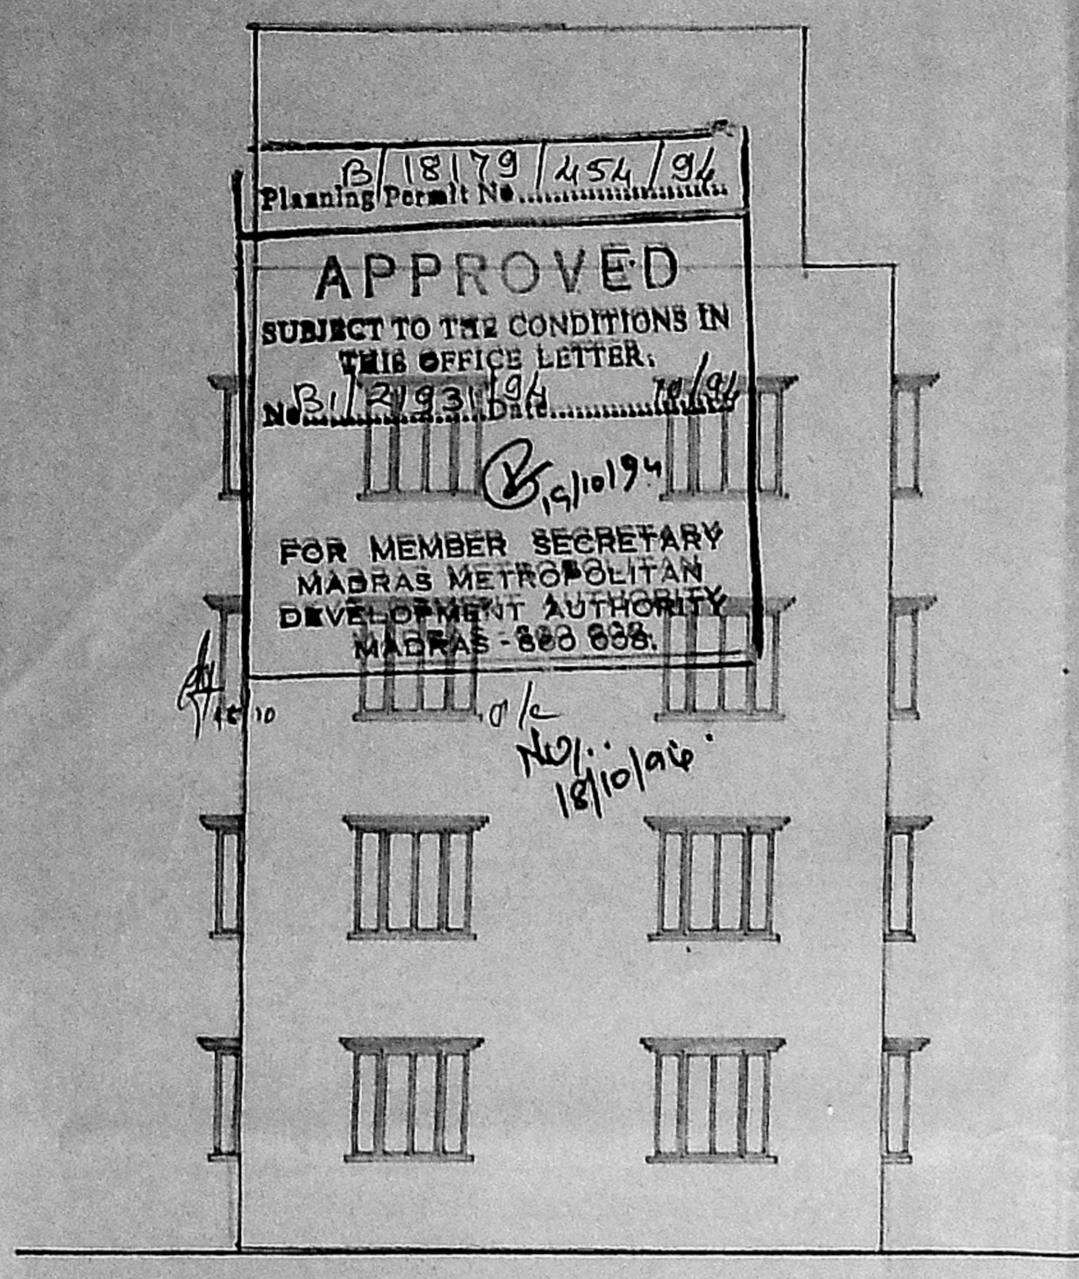 B/18179/454/94
Planning Permit No.
APPROVED
SUBJECT TO THE CONDITIONS IN
THIS OFFICE LETTER.
No. B1/21931/94 Date 10/94
19/10/94
FOR MEMBER SECRETARY
MADRAS METROPOLITAN
DEVELOPMENT AUTHORITY
MADRAS - 600 008.
18/10
18/10/94